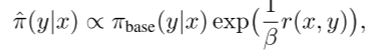 π̂(y|x) ∝ π_base(y|x) exp(1/β r(x, y)),